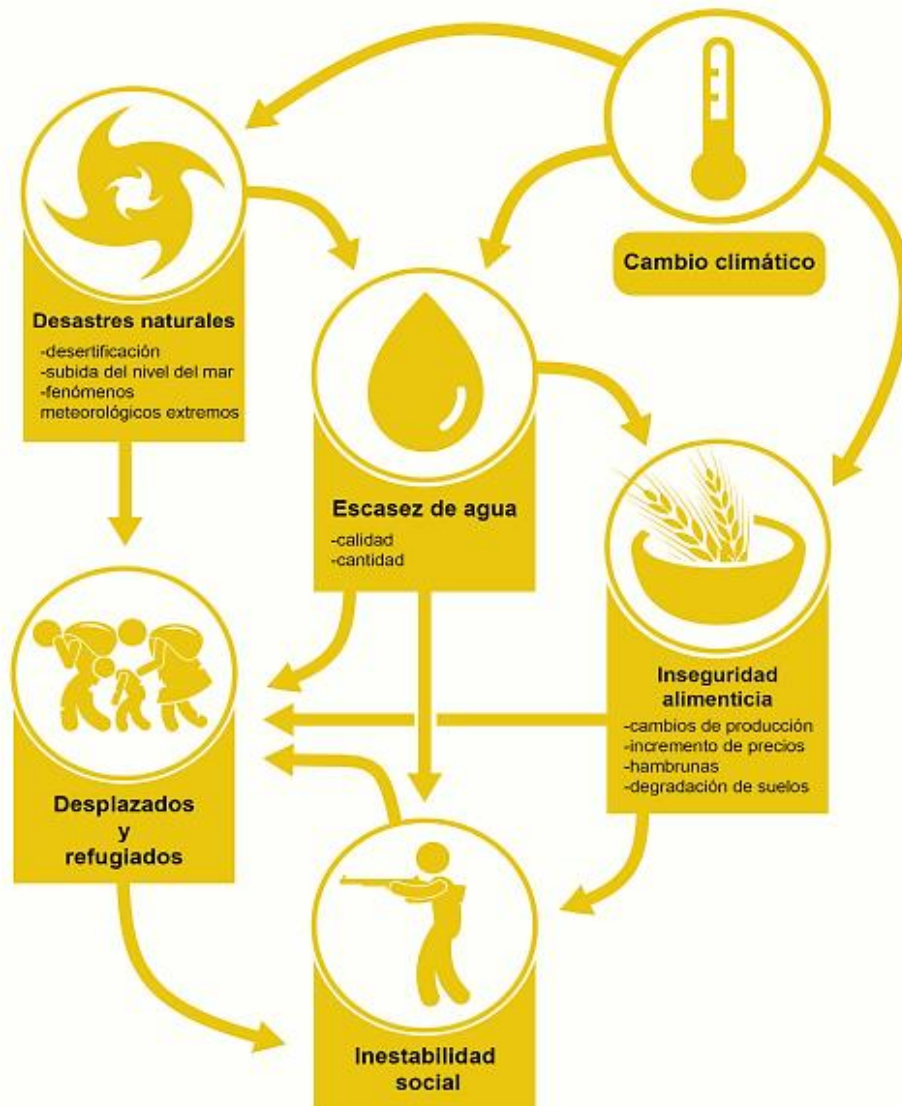 Cambio climático
Desastres naturales
-desertificación
-subida del nivel del mar
-fenómenos
meteorológicos extremos
Escasez de agua
-calidad
-cantidad
Inseguridad
alimenticia
-cambios de producción
-incremento de precios
-hambrunas
-degradación de suelos
Desplazados
y
refugiados
Inestabilidad
social